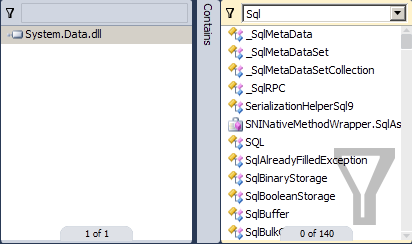 Sql
System.Data.dll
1 of 1
Contains
_SqlMetaData
_SqlMetaDataSet
_SqlMetaDataSetCollection
_SqlRPC
SerializationHelperSql9
SNINativeMethodWrapper.SqlAs
SQL
SqlAlreadyFilledException
SqlBinaryStorage
SqlBooleanStorage
SqlBuffer
0 of 140